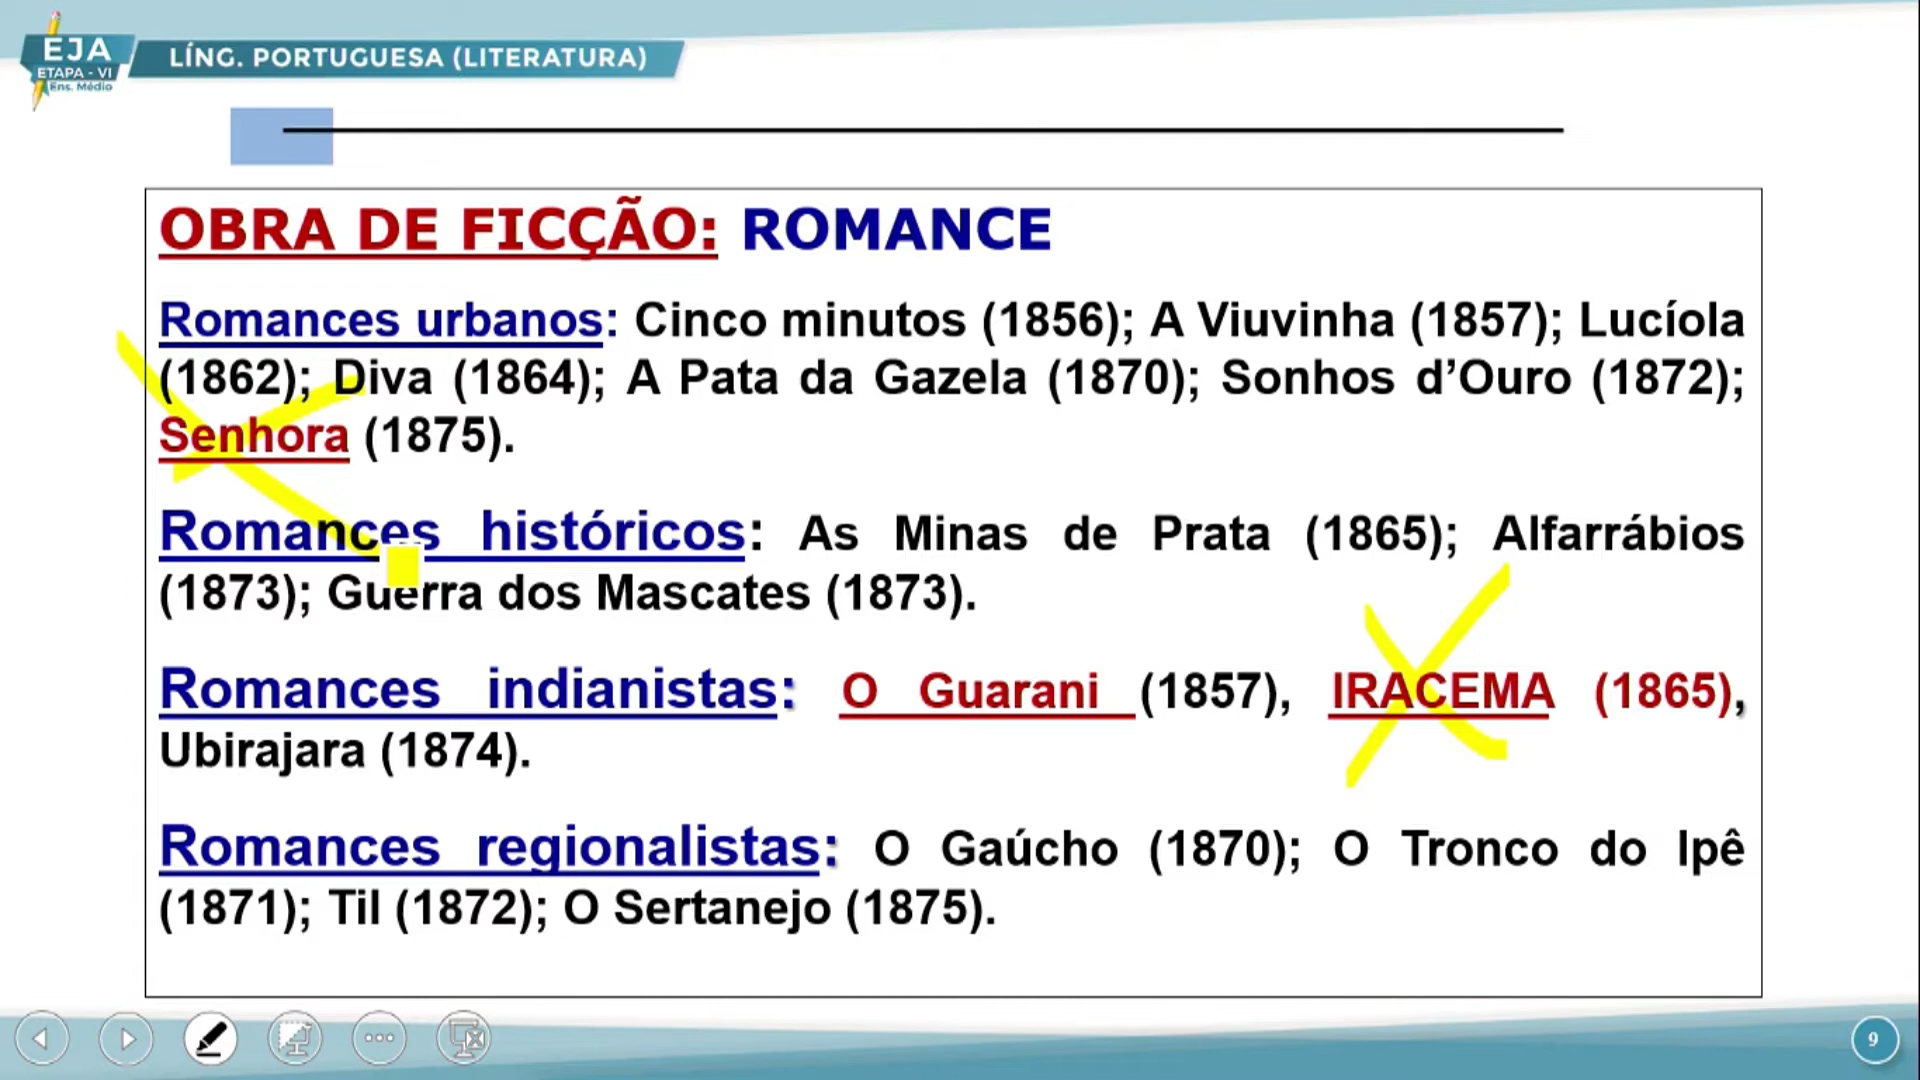 EJA
ETAPA - VI
Ens. Médio
LÍNG. PORTUGUESA (LITERATURA)
OBRA DE FICÇÃO: ROMANCE
Romances urbanos: Cinco minutos (1856); A Viuvinha (1857); Lucíola
(1862); Diva (1864); A Pata da Gazela (1870); Sonhos d’Ouro (1872);
Senhora (1875).
Romances históricos: As Minas de Prata (1865); Alfarrábios
(1873); Guerra dos Mascates (1873).
Romances indianistas: O Guarani (1857), IRACEMA (1865),
Ubirajara (1874).
Romances regionalistas: O Gaúcho (1870); O Tronco do Ipê
(1871); Til (1872); O Sertanejo (1875).
9